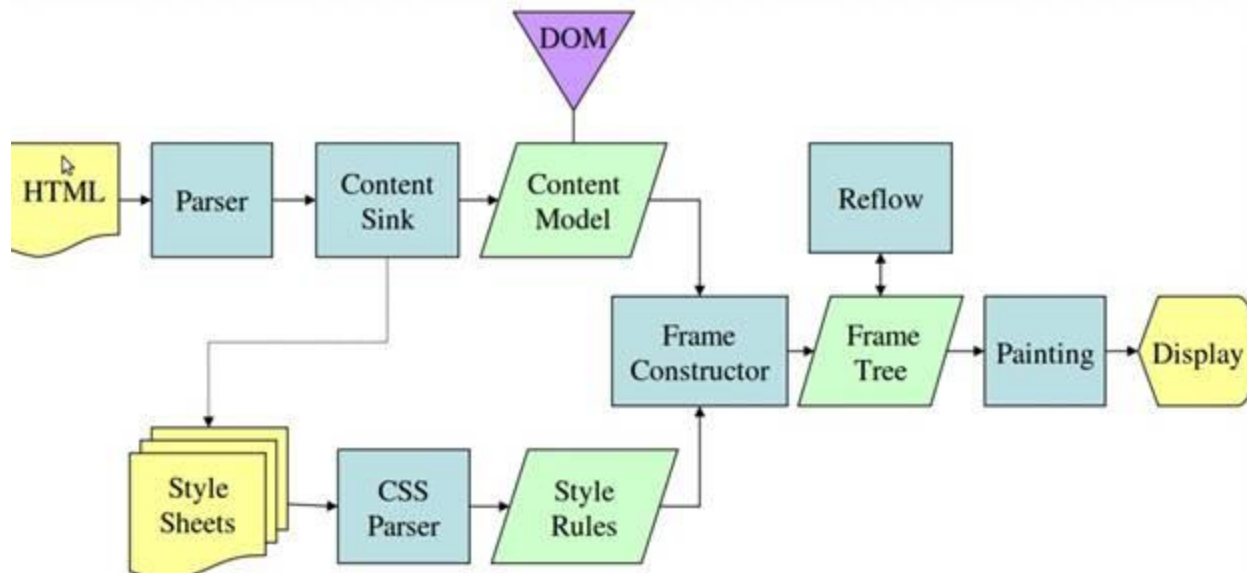 DOM
HTML
Parser
Content
Sink
Content
Model
Reflow
Frame
Constructor
Frame
Tree
Painting
Display
Style
Sheets
CSS
Parser
Style
Rules